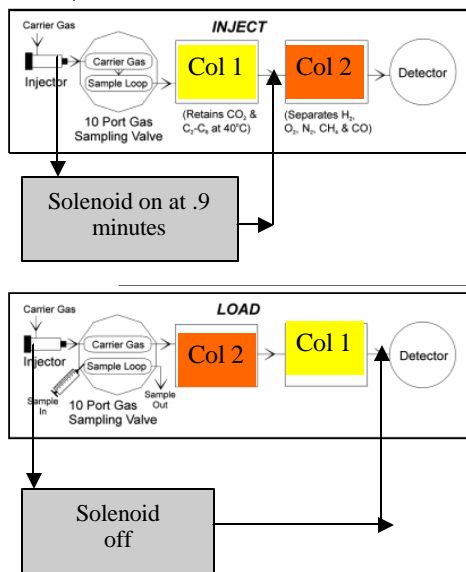 INJECT
Carrier Gas
Injector
Carrier Gas
Sample Loop
10 Port Gas
Sampling Valve
Col 1
(Retains CO₂ &
C₂-C₆ at 40°C)
Col 2
(Separates H₂,
O₂, N₂, CH₄ & CO)
Detector
Solenoid on at .9
minutes
LOAD
Carrier Gas
Injector
Carrier Gas
Sample Loop
Sample
In
Sample
Out
10 Port Gas
Sampling Valve
Col 2
Col 1
Detector
Solenoid
off